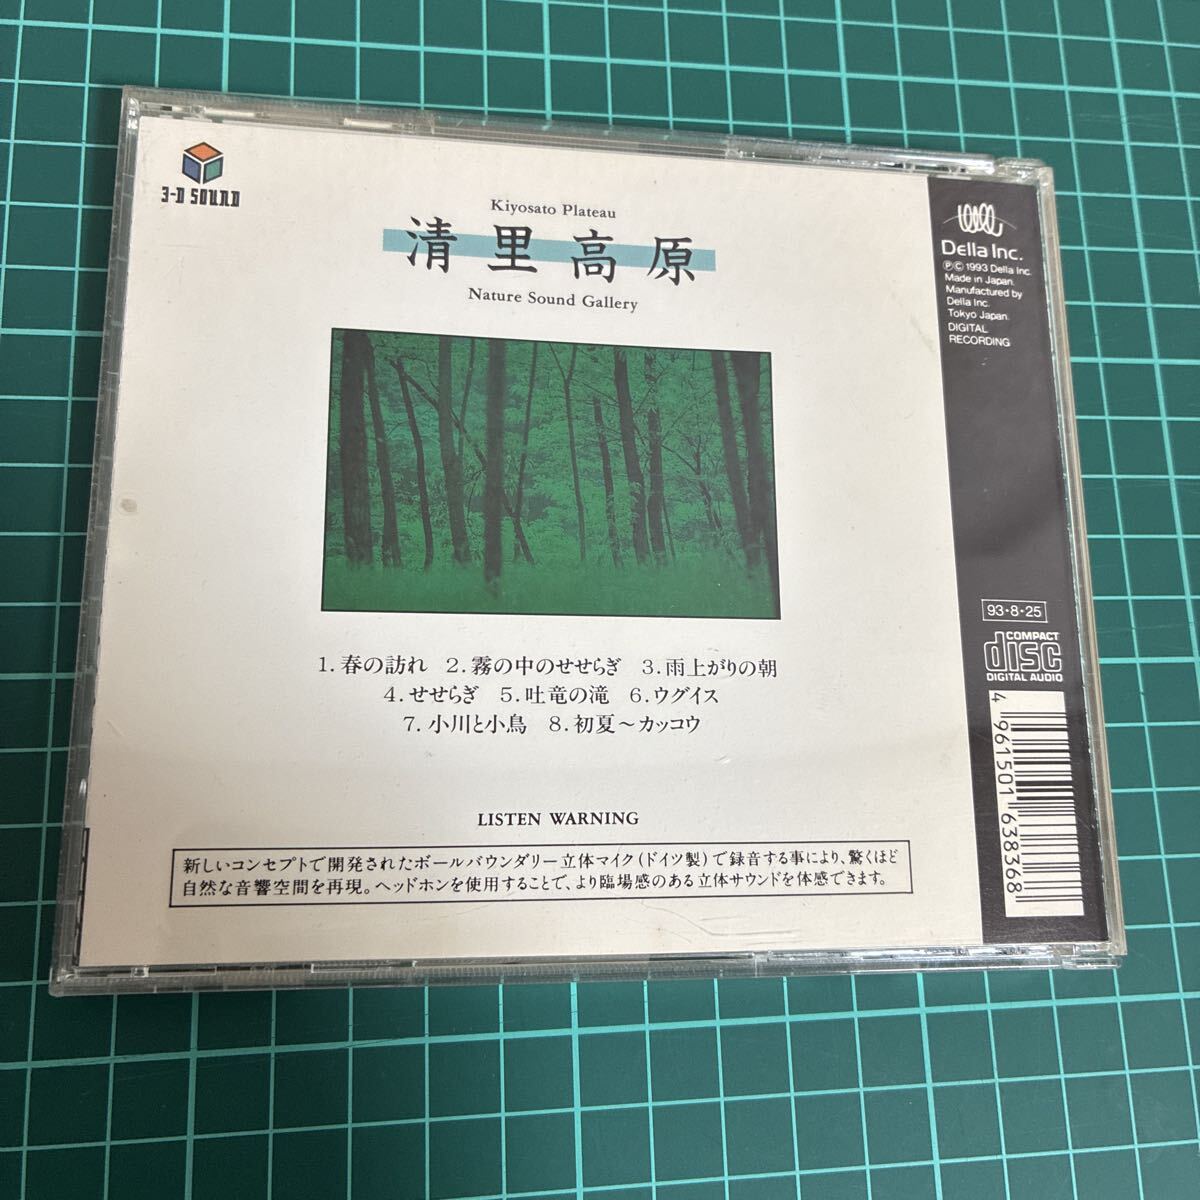 3-D SOUND
Kiyosato Plateau
清里高原
Nature Sound Gallery
1.春の訪れ 2.霧の中のせせらぎ 3.雨上がりの朝
4.せせらぎ 5.吐竜の滝 6.ウグイス
7.小川と小鳥 8.初夏～カッコウ
LISTEN WARNING
新しいコンセプトで開発されたボールバウンダリー立体マイク(ドイツ製)で録音する事により、驚くほど
自然な音響空間を再現。ヘッドホンを使用することで、より臨場感のある立体サウンドを体感できます。
Della Inc.
℗© 1993 Della Inc.
Made in Japan.
Manufactured by
Della Inc.
Tokyo Japan.
DIGITAL
RECORDING
93・8・25
COMPACT
disc
DIGITAL AUDIO
4 961501 638368